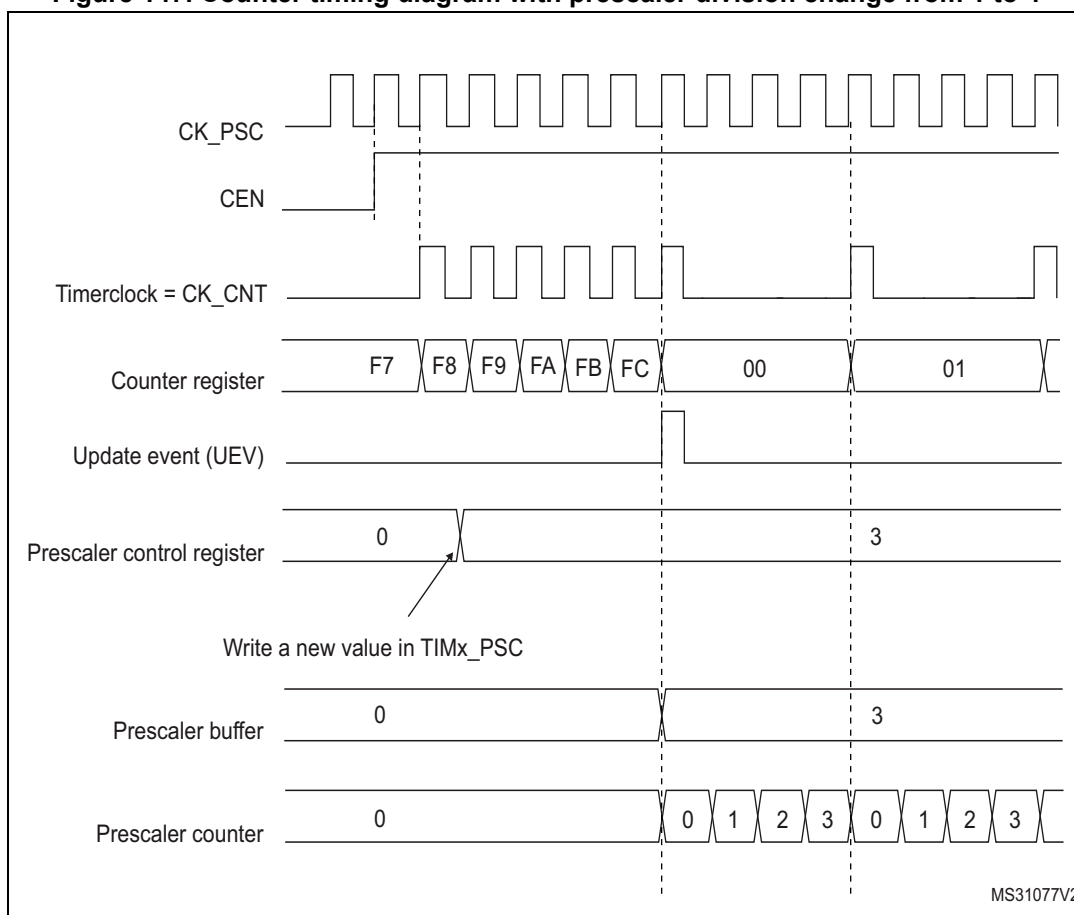 CK_PSC
CEN
Timerclock = CK_CNT
Counter register F7 F8 F9 FA FB FC 00 01
Update event (UEV)
Prescaler control register 0 3
Write a new value in TIMx_PSC
Prescaler buffer 0 3
Prescaler counter 0 0 1 2 3 0 1 2 3
MS31077V2